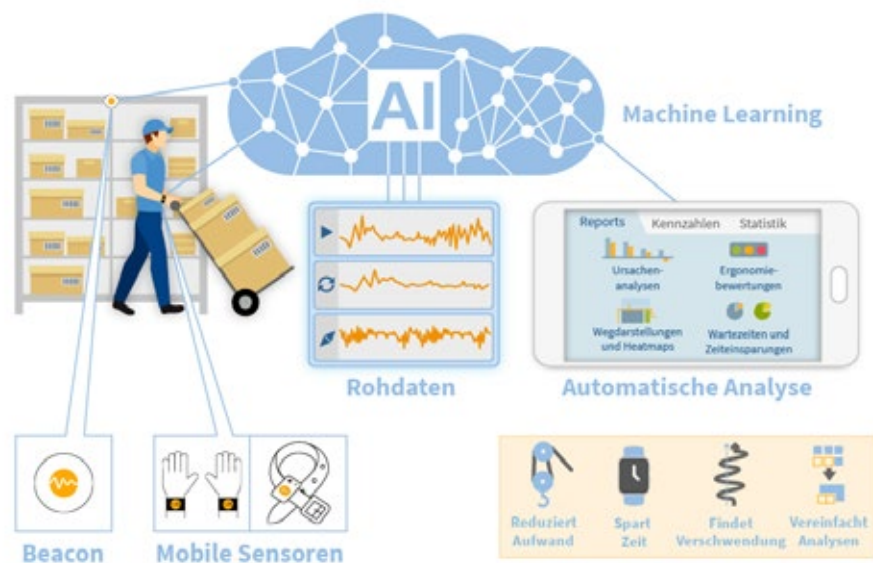 AI
Machine Learning
Reports Kennzahlen Statistik
Ursachen-
analysen
Ergonomie-
bewertungen
Wegdarstellungen
und Heatmaps
Wartezeiten und
Zeiteinsparungen
Rohdaten
Automatische Analyse
Beacon
Mobile Sensoren
Reduziert
Aufwand
Spart
Zeit
Findet
Verschwendung
Vereinfacht
Analysen